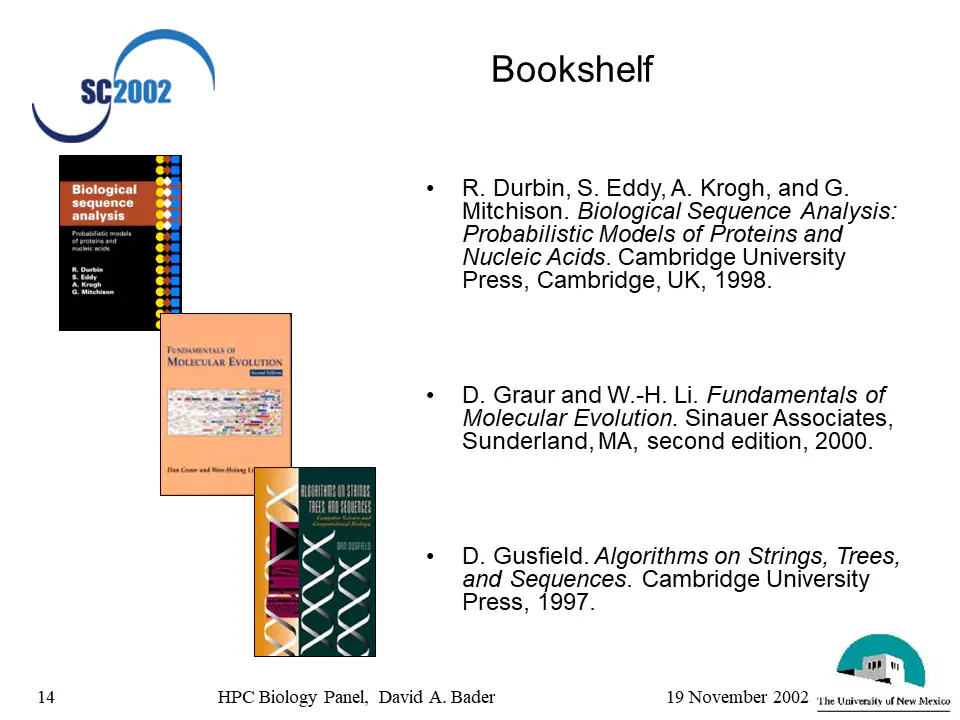 SC2002
Bookshelf
Biological
sequence
analysis
Probabilistic models
of proteins and
nucleic acids
R. Durbin
S. Eddy
A. Krogh
G. Mitchison
FUNDAMENTALS OF
MOLECULAR EVOLUTION
Second Edition
Dan Graur and Wen-Hsiung
ALGORITHMS ON STRINGS,
TREES, AND SEQUENCES
Computer Science and
Computational Biology
DAN GUSFIELD
• R. Durbin, S. Eddy, A. Krogh, and G.
Mitchison. Biological Sequence Analysis:
Probabilistic Models of Proteins and
Nucleic Acids. Cambridge University
Press, Cambridge, UK, 1998.
• D. Graur and W.-H. Li. Fundamentals of
Molecular Evolution. Sinauer Associates,
Sunderland, MA, second edition, 2000.
• D. Gusfield. Algorithms on Strings, Trees,
and Sequences. Cambridge University
Press, 1997.
14 HPC Biology Panel, David A. Bader 19 November 2002
The University of New Mexico